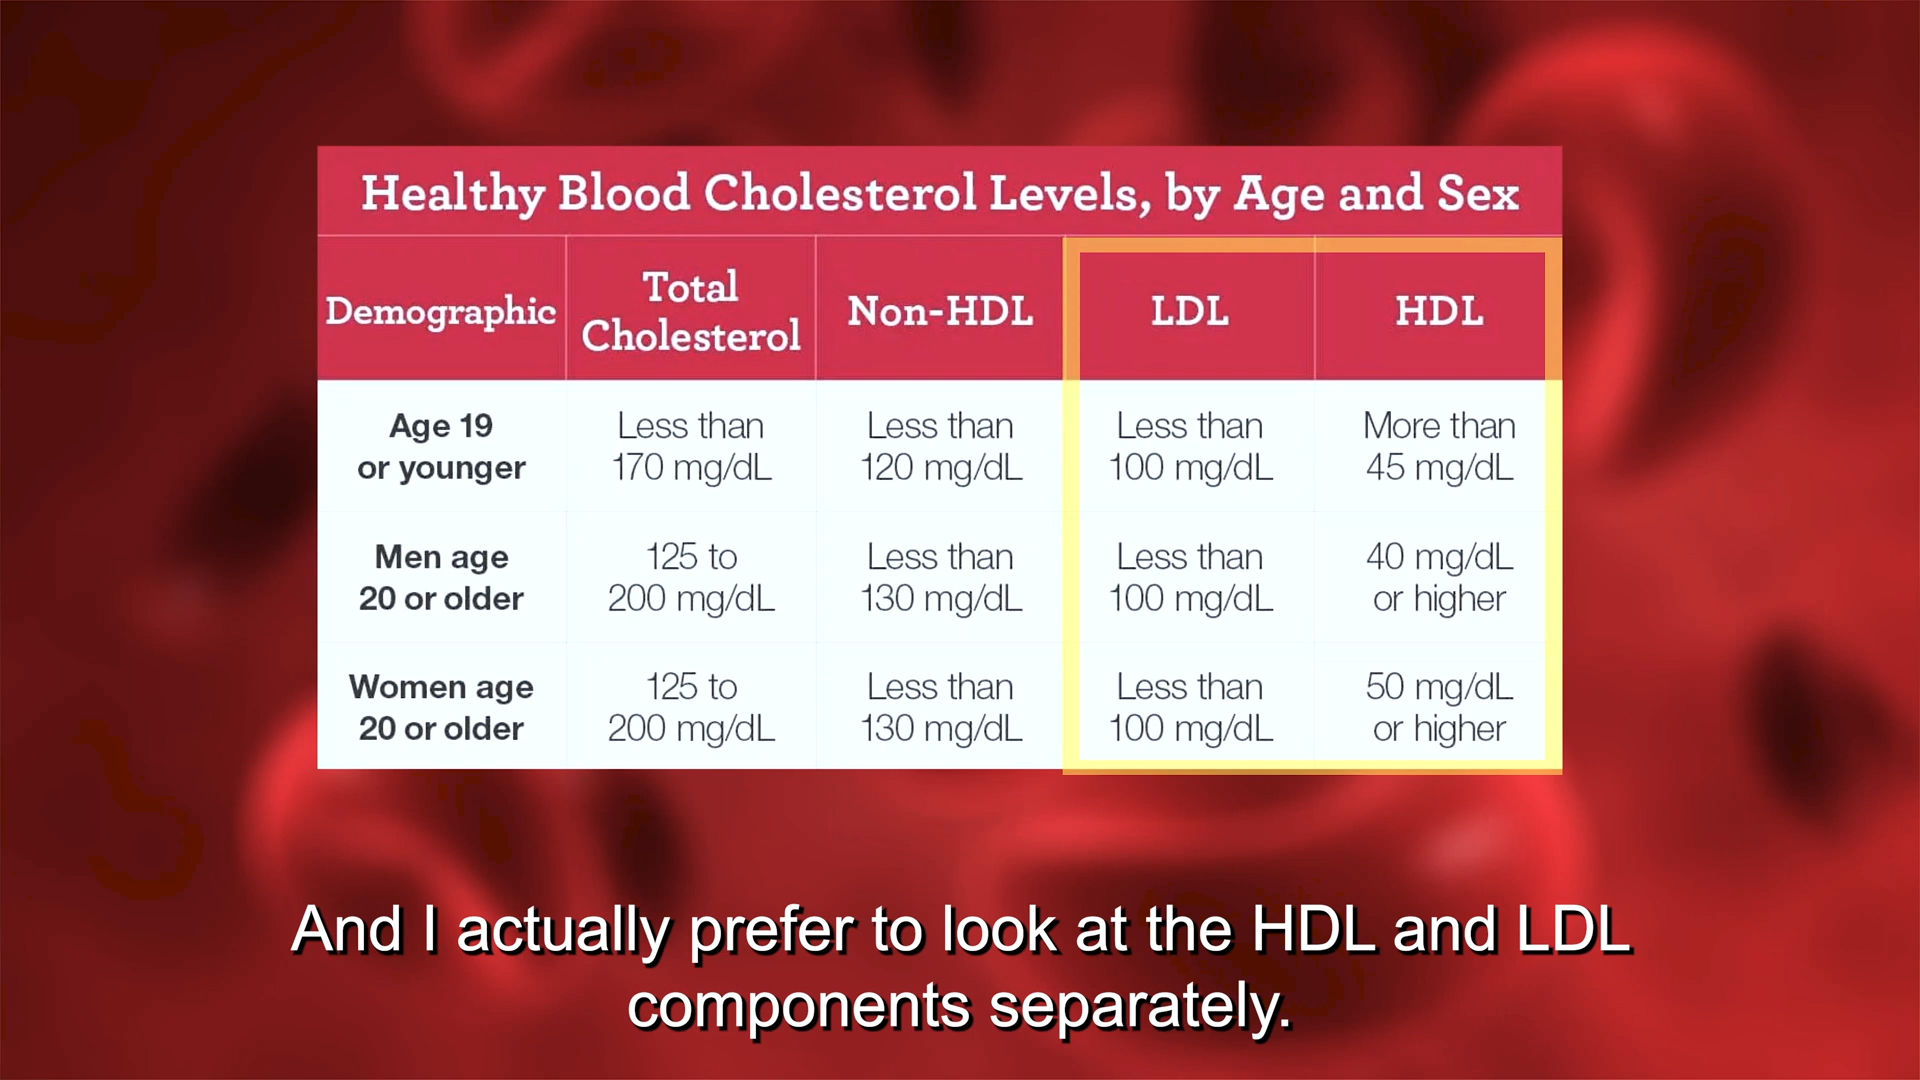 Healthy Blood Cholesterol Levels, by Age and Sex
Demographic
Total
Cholesterol
Non-HDL
LDL
HDL
Age 19
or younger
Less than
170 mg/dL
Less than
120 mg/dL
Less than
100 mg/dL
More than
45 mg/dL
Men age
20 or older
125 to
200 mg/dL
Less than
130 mg/dL
Less than
100 mg/dL
40 mg/dL
or higher
Women age
20 or older
125 to
200 mg/dL
Less than
130 mg/dL
Less than
100 mg/dL
50 mg/dL
or higher
And I actually prefer to look at the HDL and LDL
components separately.